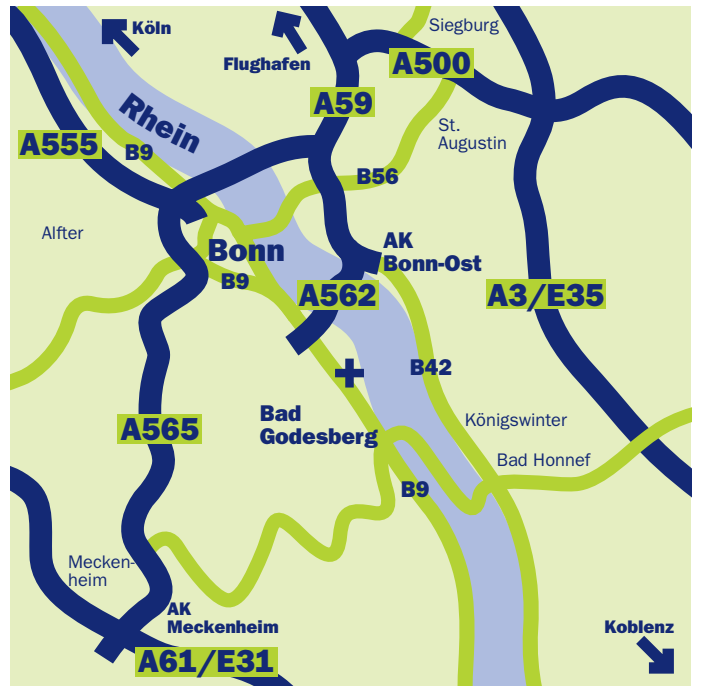 Köln
Siegburg
Flughafen
A500
A59
Rhein
St.
Augustin
A555
B9
B56
Alfter
Bonn
AK
Bonn-Ost
B9
A562
A3/E35
B42
Bad
Godesberg
Königswinter
A565
Bad Honnef
B9
Mecken-
heim
AK
Meckenheim
Koblenz
A61/E31